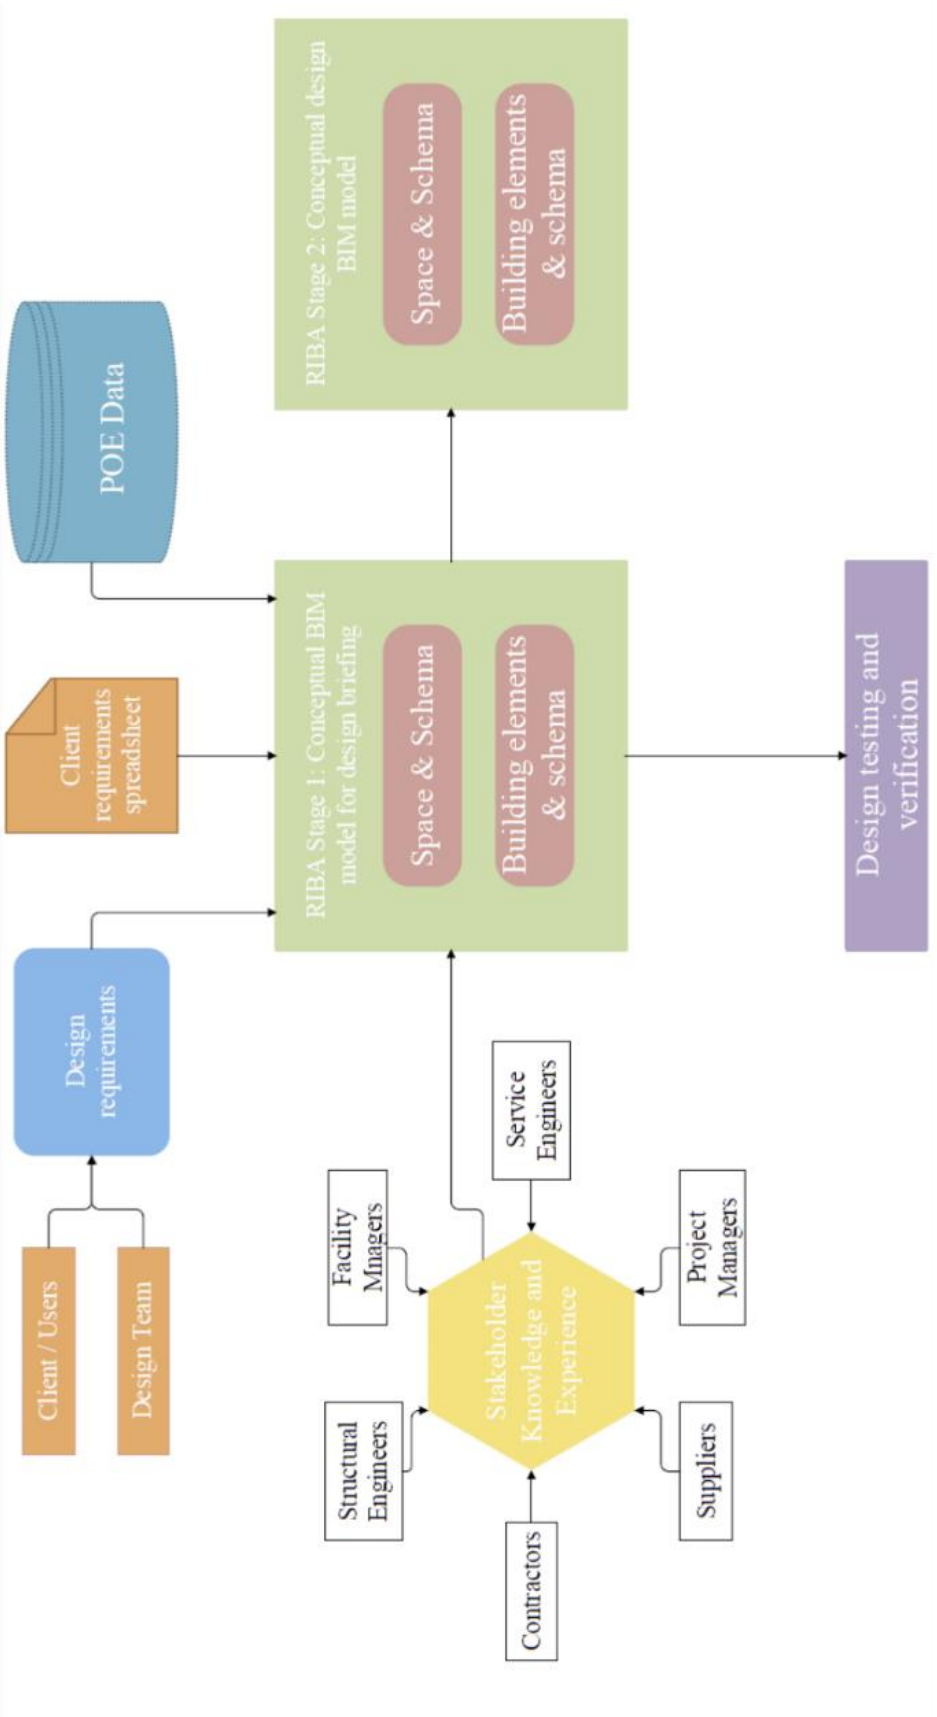 Client / Users
Design Team
Design
requirements
Client
requirements
spreadsheet
POE Data
Structural
Engineers
Facility
Mnagers
Contractors
Stakeholder
Knowledge and
Experience
Service
Engineers
Suppliers
Project
Managers
RIBA Stage 1: Conceptual BIM
model for design briefing
Space & Schema
Building elements
& schema
RIBA Stage 2: Conceptual design
BIM model
Space & Schema
Building elements
& schema
Design testing and
verification